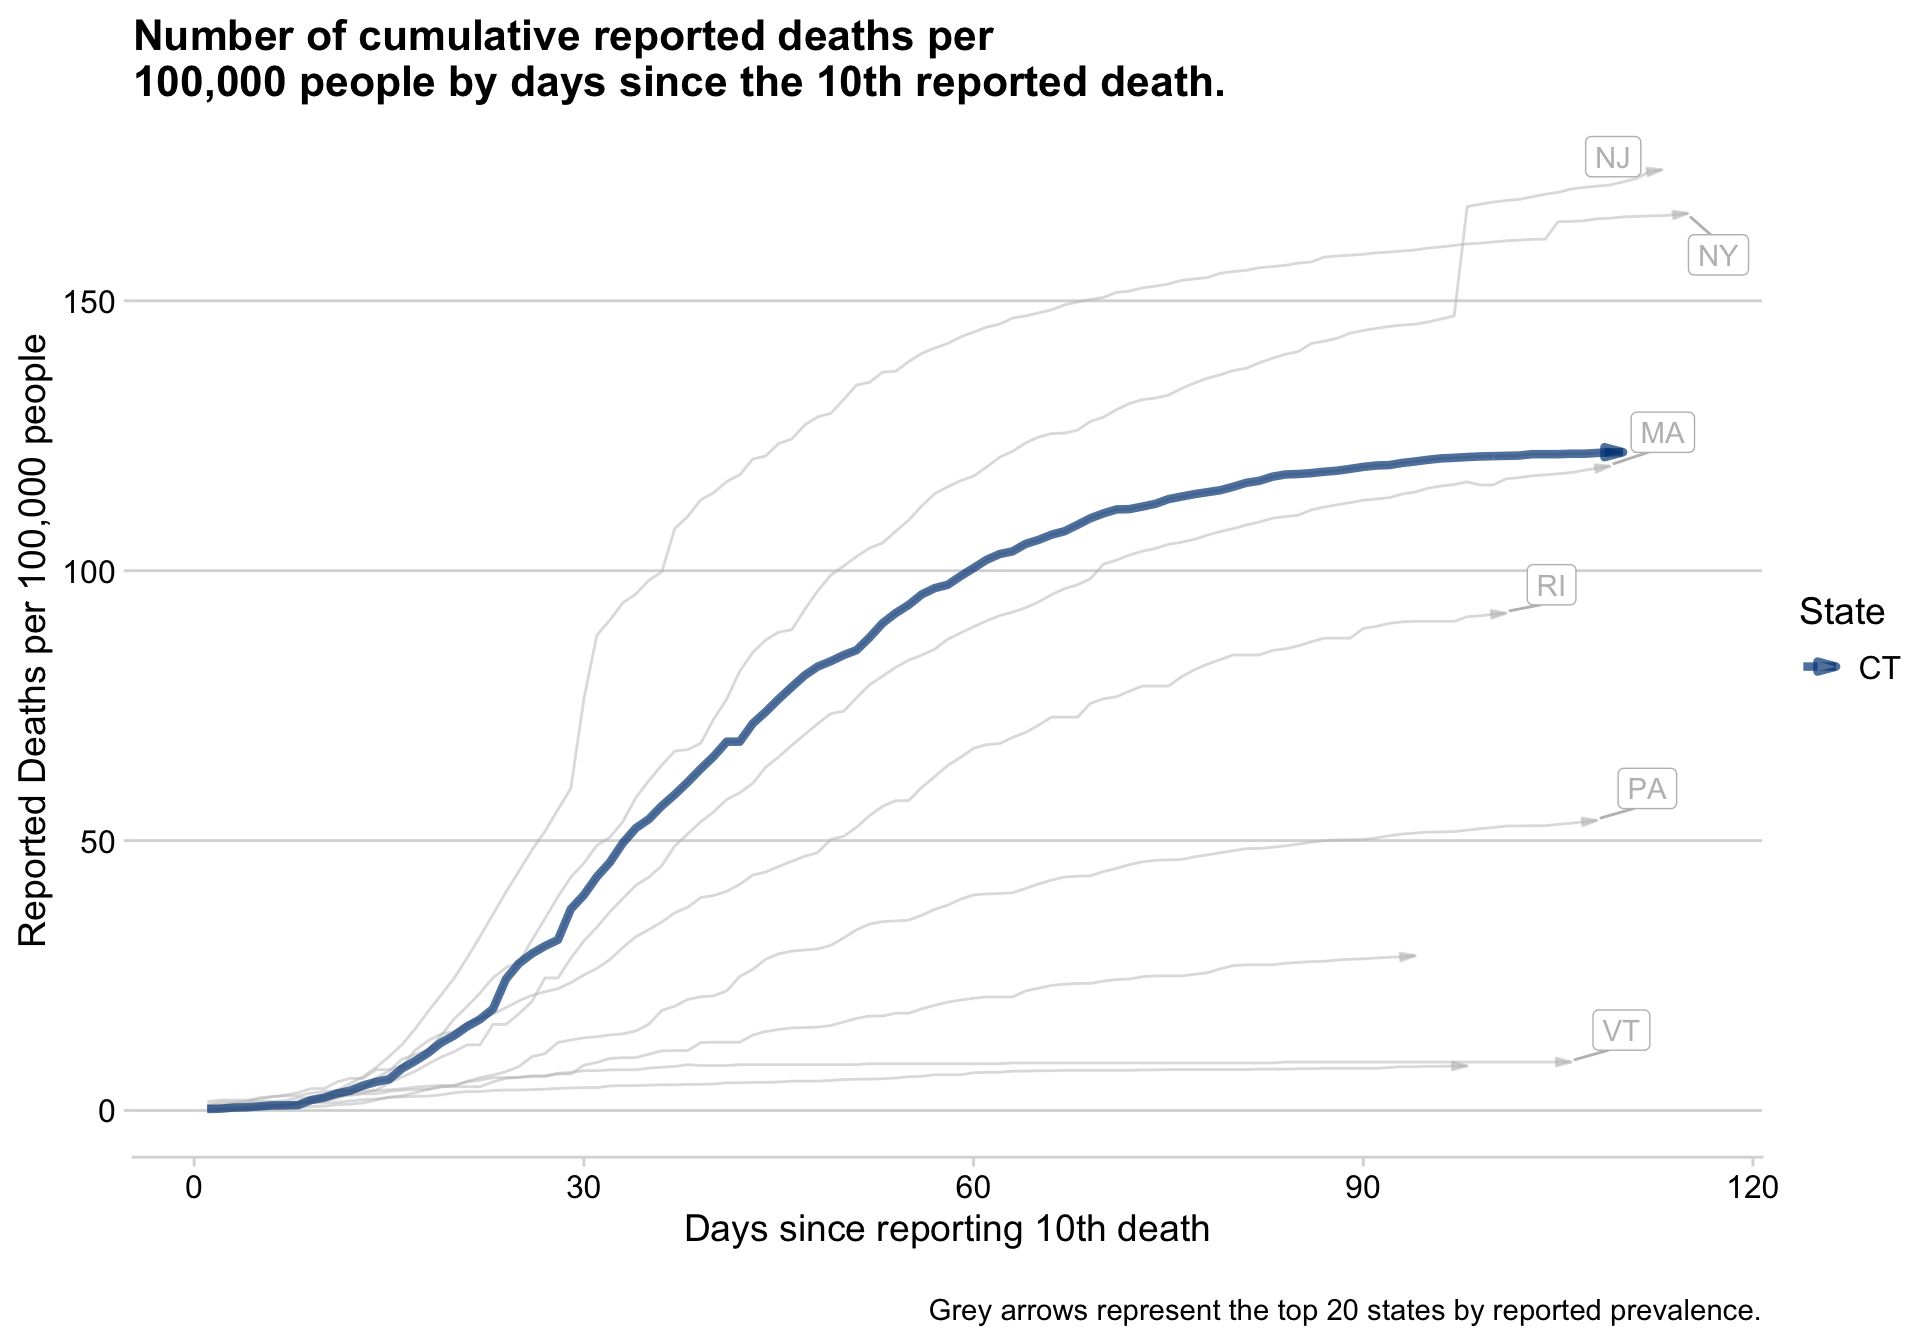 Number of cumulative reported deaths per
100,000 people by days since the 10th reported death.
NJ
NY
150
MA
100
RI
PA
50
VT
0
Reported Deaths per 100,000 people
State
CT
0 30 60 90 120
Days since reporting 10th death
Grey arrows represent the top 20 states by reported prevalence.